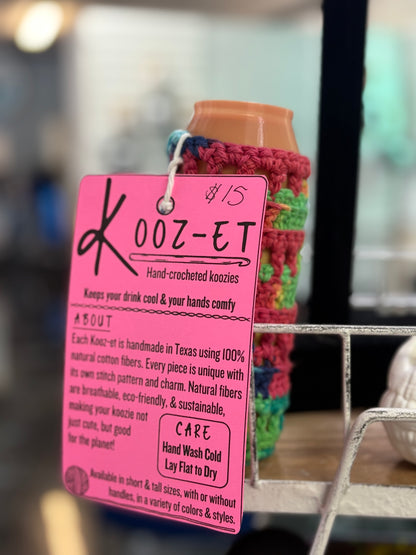 $15
KOOZ-ET
Hand-crocheted koozies
Keeps your drink cool & your hands comfy
ABOUT
Each Kooz-et is handmade in Texas using 100%
natural cotton fibers. Every piece is unique with
its own stitch pattern and charm. Natural fibers
are breathable, eco-friendly, & sustainable,
making your koozie not
just cute, but good
for the planet!
CARE
Hand Wash Cold
Lay Flat to Dry
Available in short & tall sizes, with or without
handles, in a variety of colors & styles.